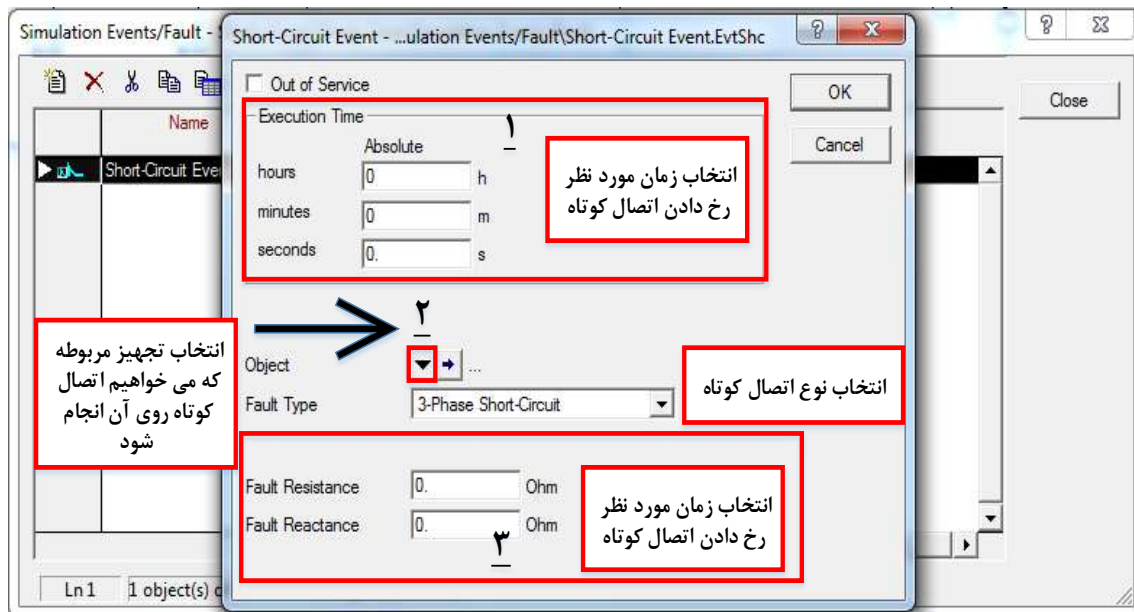 Simulation Events/Fault -
Short-Circuit Event - ...ulation Events/Fault\Short-Circuit Event.EvtShc
Name
Short-Circuit Eve
Close
Out of Service
OK
Cancel
Execution Time
۱
Absolute
hours 0 h
minutes 0 m
seconds 0. s
انتخاب زمان مورد نظر
رخ دادن اتصال کوتاه
۲
انتخاب تجهیز مربوطه
که می خواهیم اتصال
کوتاه روی آن انجام
شود
Object ...
Fault Type 3-Phase Short-Circuit
انتخاب نوع اتصال کوتاه
Fault Resistance 0. Ohm
Fault Reactance 0. Ohm
۳
انتخاب زمان مورد نظر
رخ دادن اتصال کوتاه
Ln 1 1 object(s)